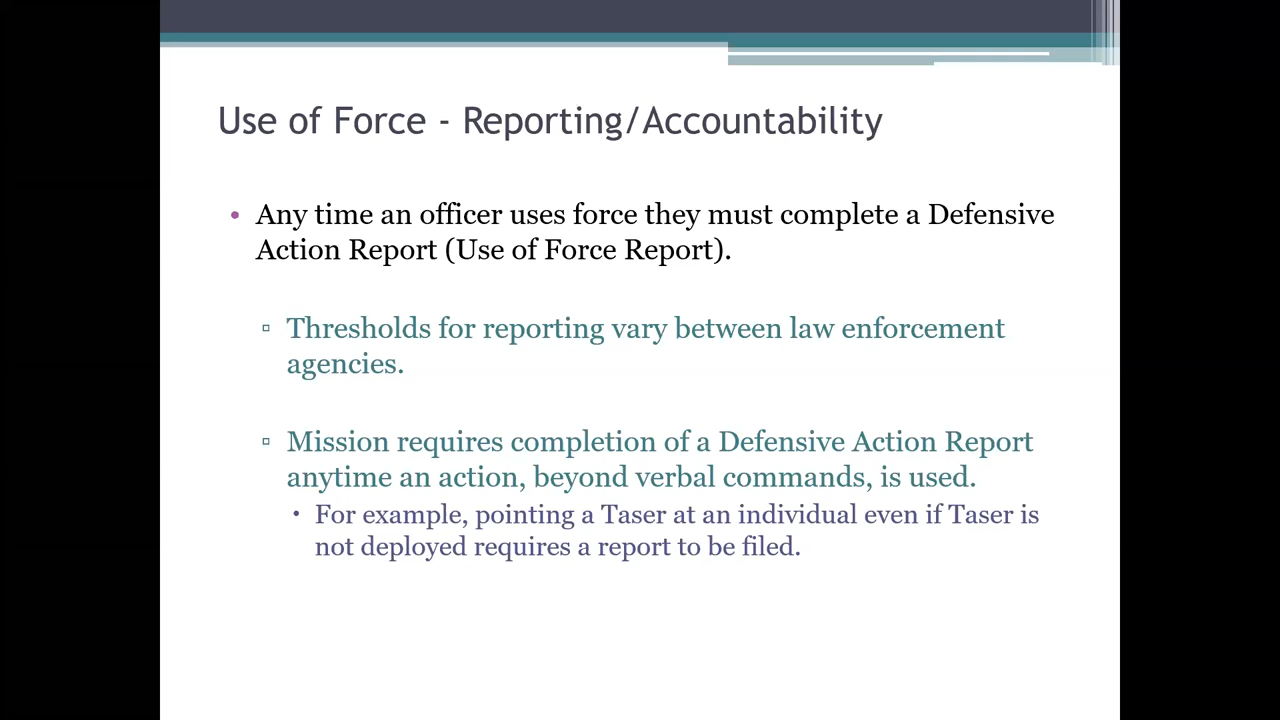 Use of Force - Reporting/Accountability
• Any time an officer uses force they must complete a Defensive
Action Report (Use of Force Report).
▫ Thresholds for reporting vary between law enforcement
agencies.
▫ Mission requires completion of a Defensive Action Report
anytime an action, beyond verbal commands, is used.
• For example, pointing a Taser at an individual even if Taser is
not deployed requires a report to be filed.